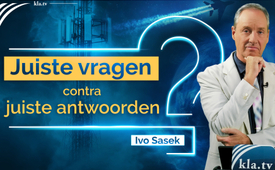 Juiste vragen
contra
juiste antwoorden
Ivo Sasek
kla.tv
kla.tv